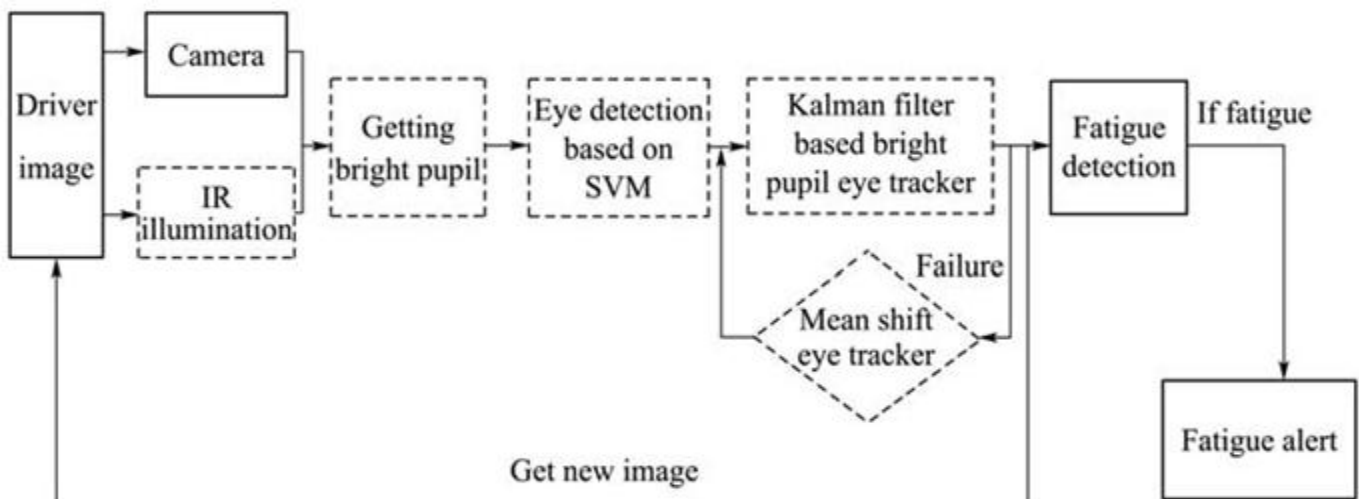 Driver
image
Camera
IR
illumination
Getting
bright pupil
Eye detection
based on
SVM
Kalman filter
based bright
pupil eye tracker
Failure
Mean shift
eye tracker
Fatigue
detection
If fatigue
Fatigue alert
Get new image